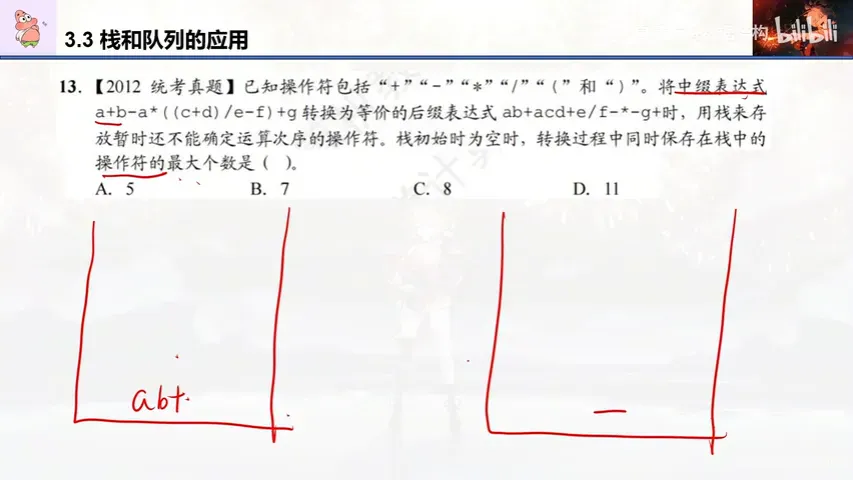 3.3 栈和队列的应用
bilibili
13. 【2012 统考真题】已知操作符包括“+”“-”“*”“/”“(”和“)”。将中缀表达式
a+b-a*((c+d)/e-f)+g 转换为等价的后缀表达式 ab+acd+e/f-*-g+时，用栈来存
放暂时还不能确定运算次序的操作符。栈初始时为空时，转换过程中同时保存在栈中的
操作符的最大个数是（ ）。
A. 5 B. 7 C. 8 D. 11
ab+
-